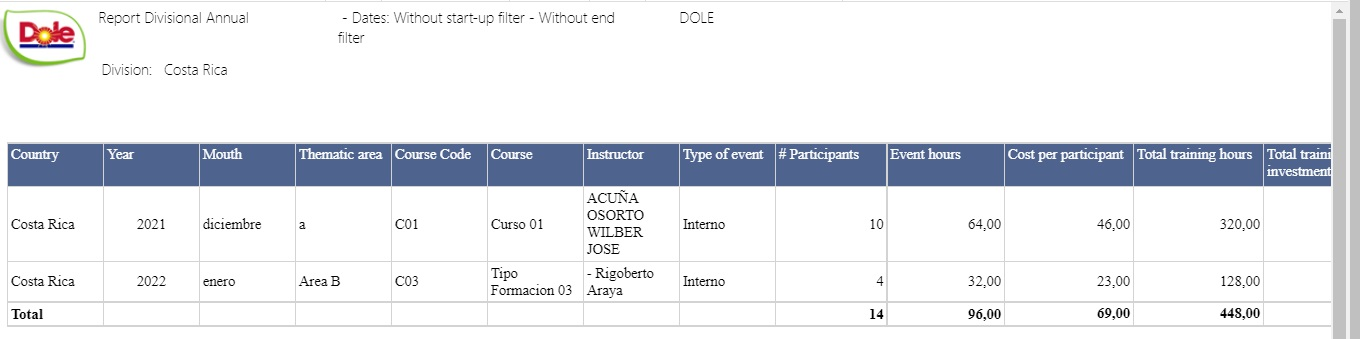 Dole
Report Divisional Annual - Dates: Without start-up filter - Without end DOLE
filter
Division: Costa Rica
Country Year Mouth Thematic area Course Code Course Instructor Type of event # Participants Event hours Cost per participant Total training hours Total traini
investment
ACUÑA
OSORTO
Costa Rica 2021 diciembre a C01 Curso 01 WILBER Interno 10 64,00 46,00 320,00
JOSE
Tipo - Rigoberto
Costa Rica 2022 enero Area B C03 Formacion 03 Araya Interno 4 32,00 23,00 128,00
Total 14 96,00 69,00 448,00